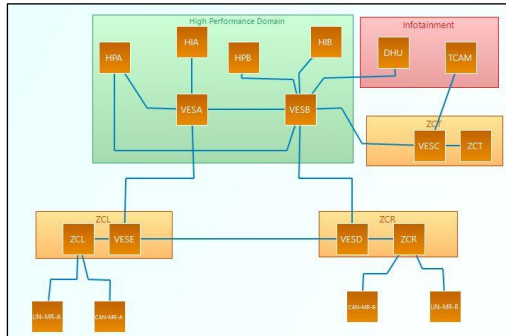 High Performance Domain
Infotainment
HPA
HIA
HPB
HIB
DHU
TCAM
VESA
VESB
ZCT
VESC
ZCT
ZCL
ZCL
VESE
ZCR
VESD
ZCR
LIN-MR-A
CAN-MR-A
CAN-MR-B
LIN-MR-B